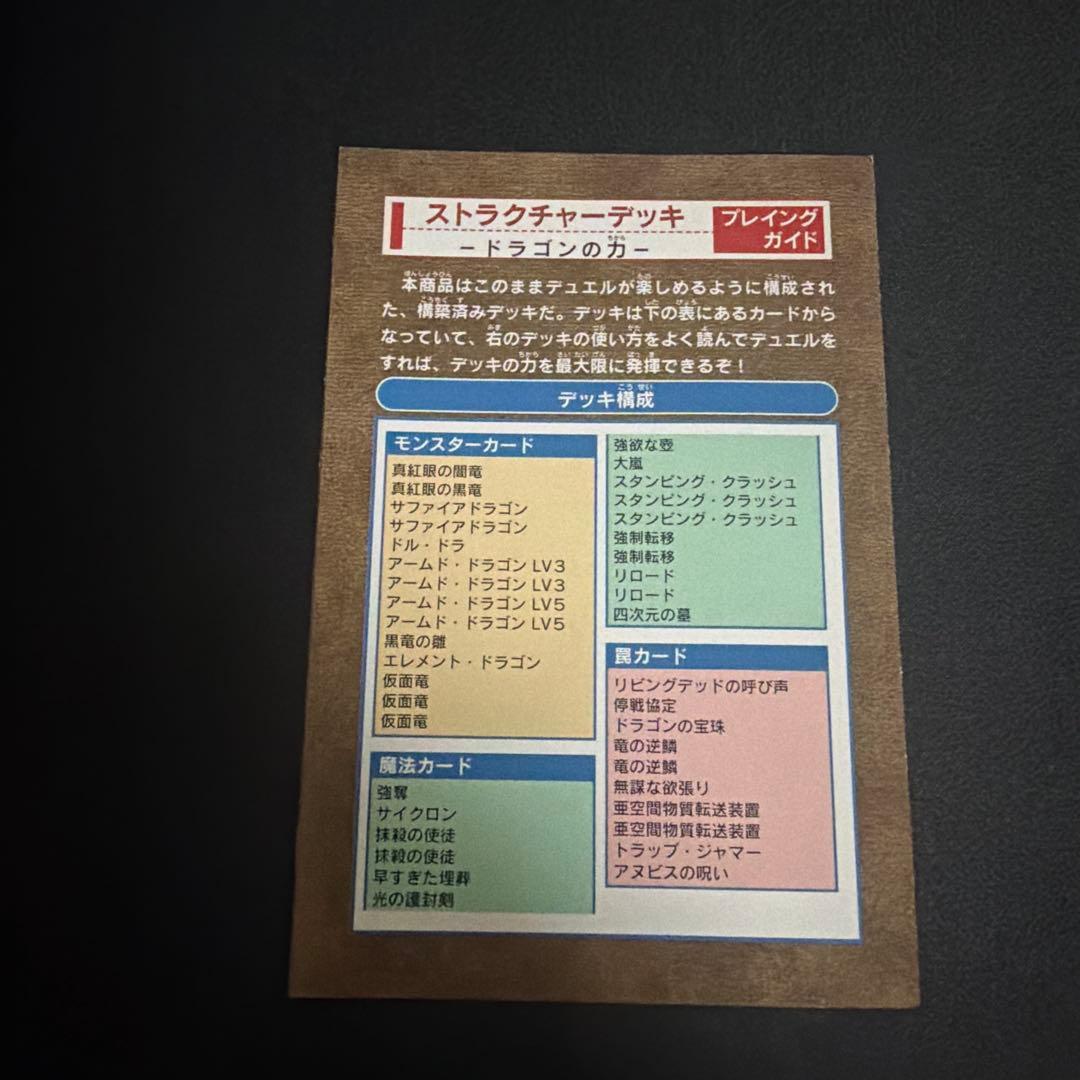 ストラクチャーデッキ
－ドラゴンの力－
プレイング
ガイド
本商品はこのままデュエルが楽しめるように構成され
た、構築済みデッキだ。デッキは下の表にあるカードから
なっていて、右のデッキの使い方をよく読んでデュエルを
すれば、デッキの力を最大限に発揮できるぞ！
デッキ構成
モンスターカード
真紅眼の闇竜
真紅眼の黒竜
サファイアドラゴン
サファイアドラゴン
ドル・ドラ
アームド・ドラゴン LV3
アームド・ドラゴン LV3
アームド・ドラゴン LV5
アームド・ドラゴン LV5
黒竜の雛
エレメント・ドラゴン
仮面竜
仮面竜
仮面竜
魔法カード
強奪
サイクロン
抹殺の使徒
抹殺の使徒
早すぎた埋葬
光の護封剣
強欲な壺
大嵐
スタンピング・クラッシュ
スタンピング・クラッシュ
スタンピング・クラッシュ
強制転移
強制転移
リロード
リロード
四次元の墓
罠カード
リビングデッドの呼び声
停戦協定
ドラゴンの宝珠
竜の逆鱗
竜の逆鱗
無謀な欲張り
亜空間物質転送装置
亜空間物質転送装置
トラップ・ジャマー
アヌビスの呪い